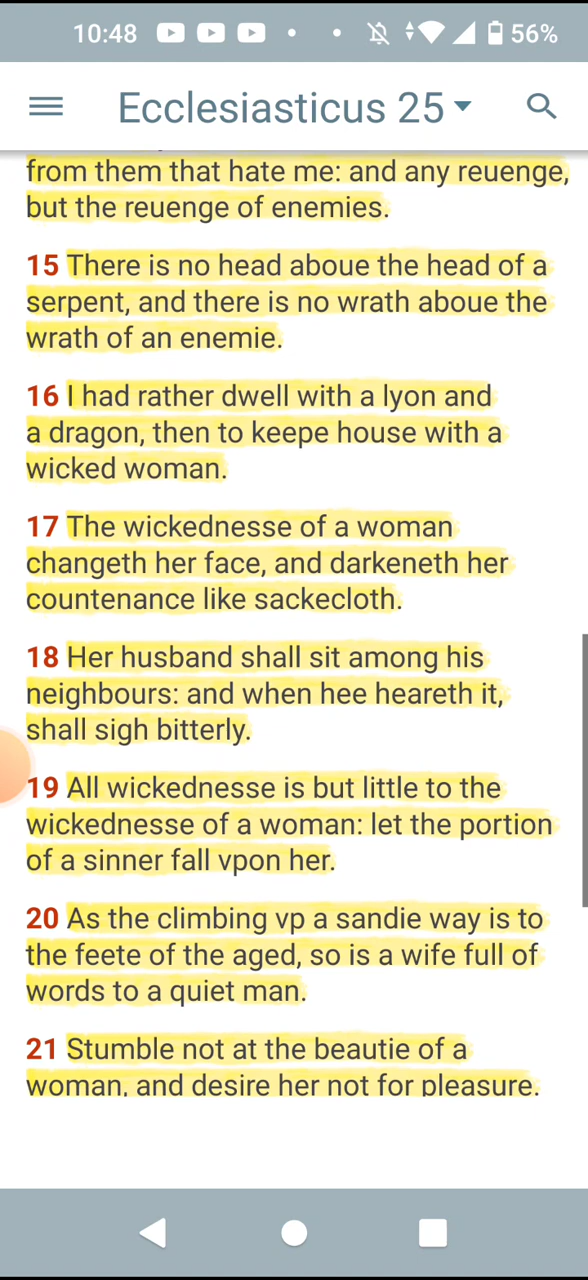 10:48
56%
Ecclesiasticus 25
from them that hate me: and any reuenge,
but the reuenge of enemies.
15 There is no head aboue the head of a
serpent, and there is no wrath aboue the
wrath of an enemie.
16 I had rather dwell with a lyon and
a dragon, then to keepe house with a
wicked woman.
17 The wickednesse of a woman
changeth her face, and darkeneth her
countenance like sackecloth.
18 Her husband shall sit among his
neighbours: and when hee heareth it,
shall sigh bitterly.
19 All wickednesse is but little to the
wickednesse of a woman: let the portion
of a sinner fall vpon her.
20 As the climbing vp a sandie way is to
the feete of the aged, so is a wife full of
words to a quiet man.
21 Stumble not at the beautie of a
woman, and desire her not for pleasure.